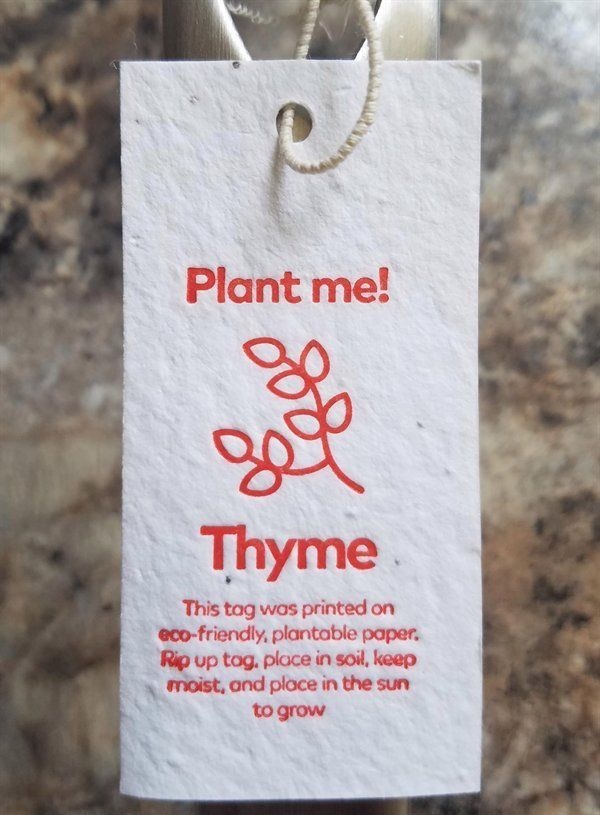 Plant me!
Thyme
This tag was printed on
eco-friendly, plantable paper.
Rip up tag, place in soil, keep
moist, and place in the sun
to grow